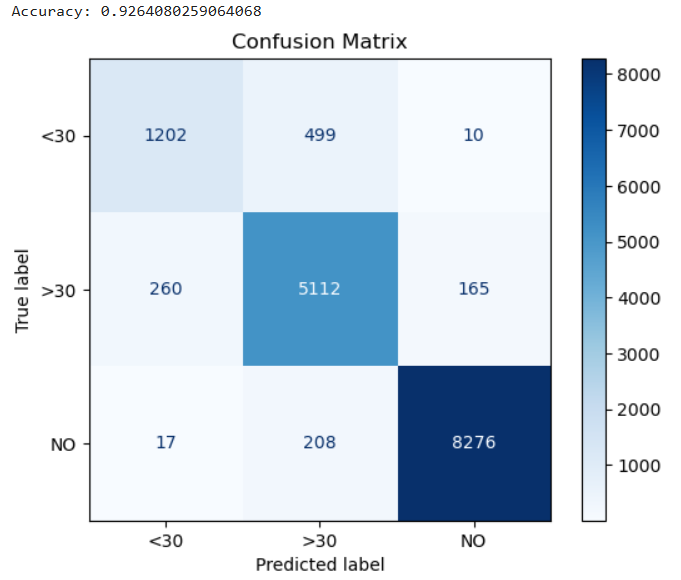 Accuracy: 0.9264080259064068
Confusion Matrix
8000
7000
6000
5000
4000
3000
2000
1000
True label
<30 1202 499 10
>30 260 5112 165
NO 17 208 8276
<30 >30 NO
Predicted label